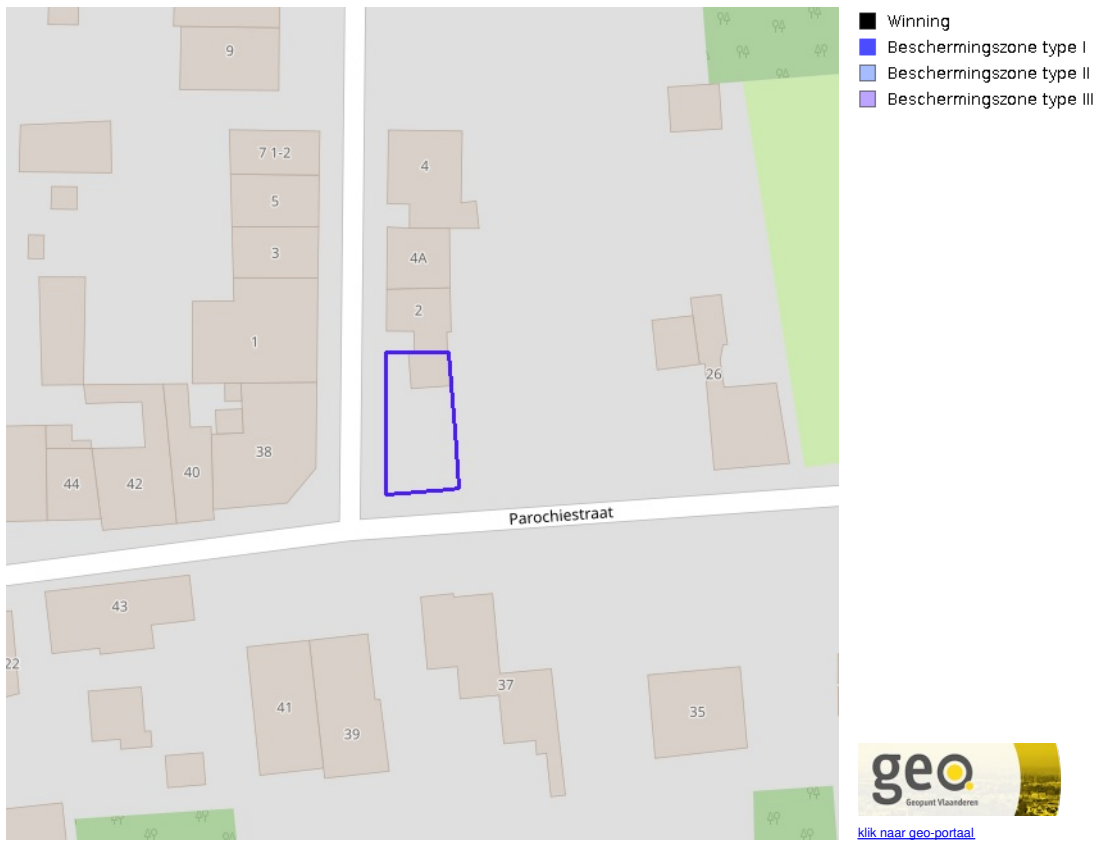 9
7 1-2
5
3
1
4
4A
2
26
38
40
42
44
Parochiestraat
43
22
41
39
37
35
Winning
Beschermingszone type I
Beschermingszone type II
Beschermingszone type III
geo.
Geopunt Vlaanderen
klik naar geo-portaal